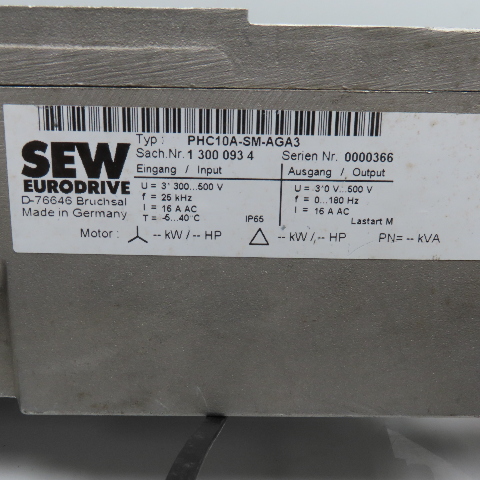 Typ : PHC10A-SM-AGA3
Sach.Nr. 1 300 093 4 Serien Nr. 0000366
SEW
EURODRIVE
D-76646 Bruchsal
Made in Germany
Eingang / Input
U = 3* 300...500 V
f = 25 kHz
I = 16 A AC
T = -5...40°C
IP65
Ausgang / Output
U = 3*0 V...500 V
f = 0...180 Hz
I = 16 A AC
Lastart M
Motor : -- kW / -- HP -- kW / -- HP PN= -- kVA